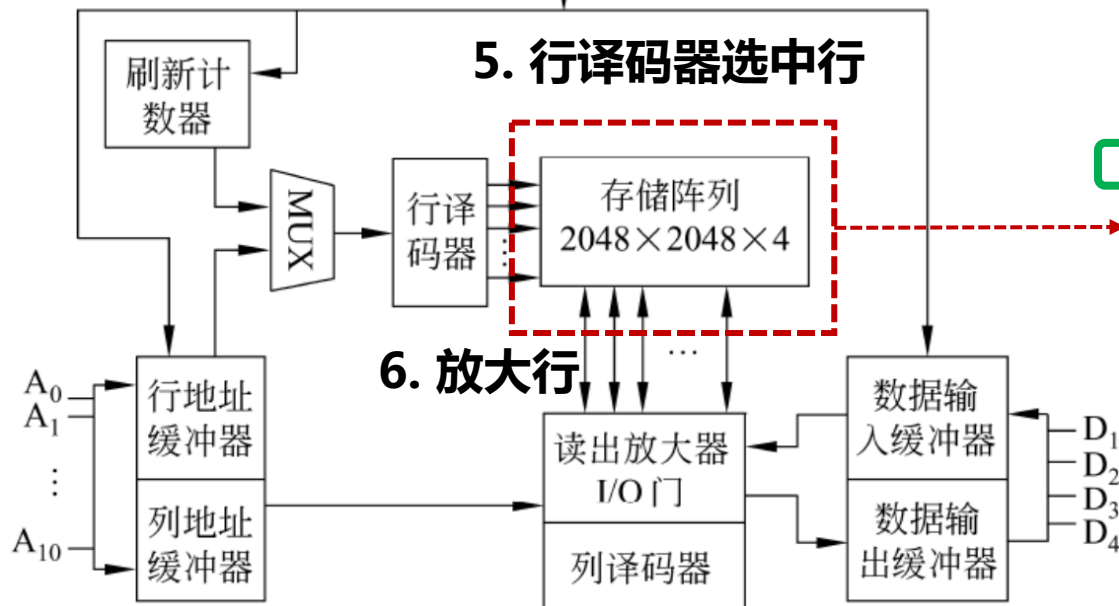 5. 行译码器选中行
刷新计
数器
MUX
行译
码器
⋮
存储阵列
2048×2048×4
6. 放大行
…
A0
A1
⋮
A10
行地址
缓冲器
列地址
缓冲器
读出放大器
I/O 门
列译码器
数据输
入缓冲器
数据输
出缓冲器
D1
D2
D3
D4